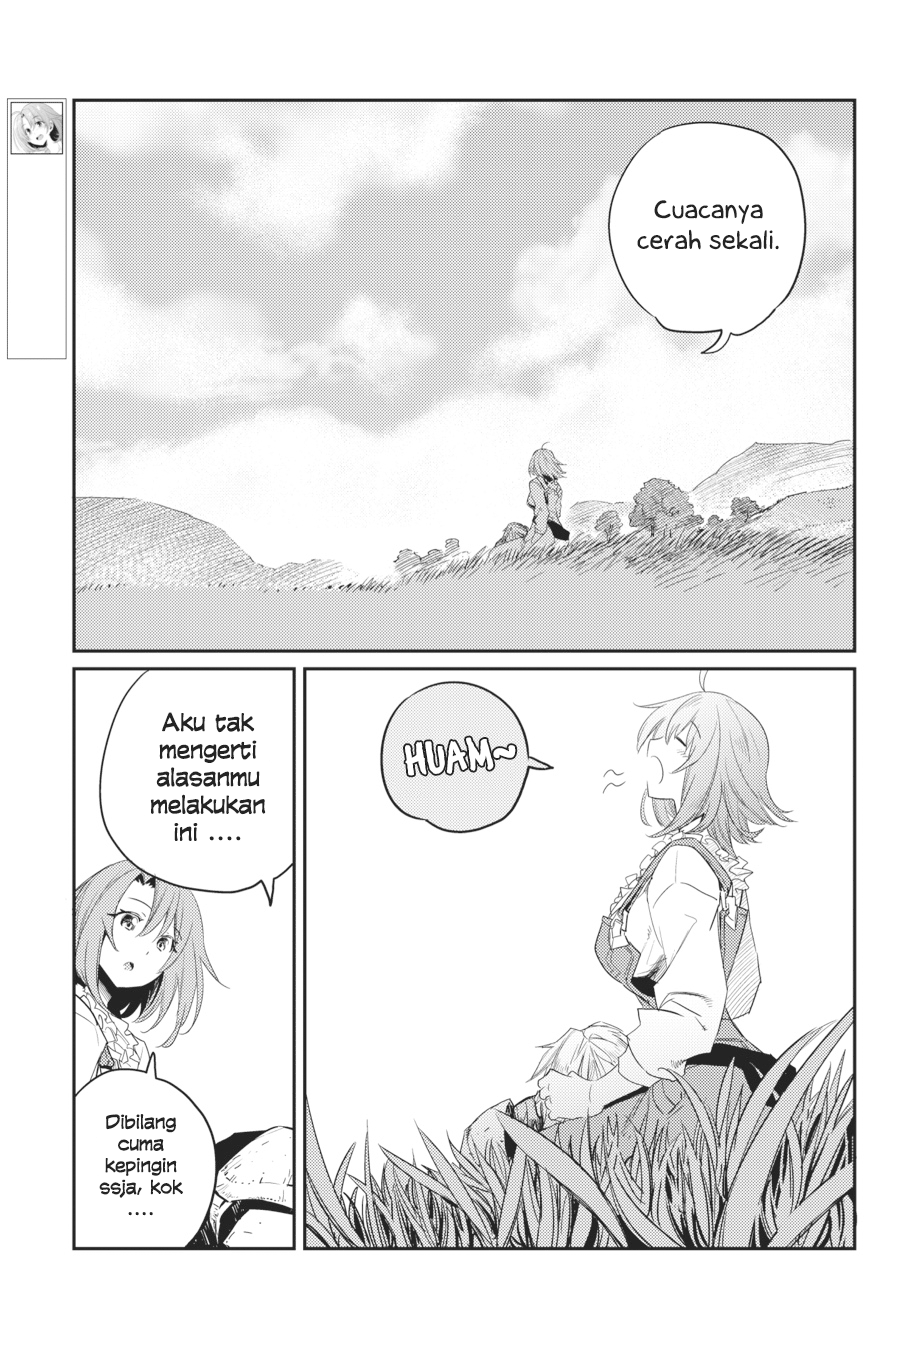 Cuacanya
cerah sekali.
HUAM~
Aku tak
mengerti
alasanmu
melakukan
ini ....
Dibilang
cuma
kepingin
ssja, kok
....